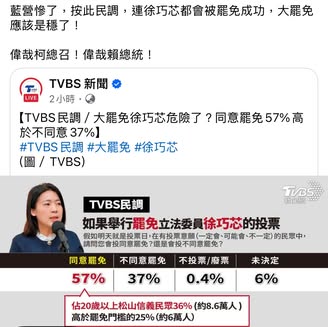 藍營慘了，按此民調，連徐巧芯都會被罷免成功，大罷免
應該是穩了！
偉哉柯總召！偉哉賴總統！
LIVE
TVBS 新聞
2小時
【TVBS民調 / 大罷免徐巧芯危險了？同意罷免57%高
於不同意37%】
#TVBS民調 #大罷免 #徐巧芯
(圖 / TVBS)
TVBS民調
TVBS
如果舉行罷免立法委員徐巧芯的投票
假如明天就是投票日，在有投票意願(一定會、可能會、不一定)的民眾中，
請問您會投同意罷免？還是會投不同意罷免？
同意罷免 不同意罷免 不投票/廢票 未決定
57% 37% 0.4% 6%
佔20歲以上松山信義民眾36% (約8.6萬人)
高於罷免門檻的25% (約6萬人)